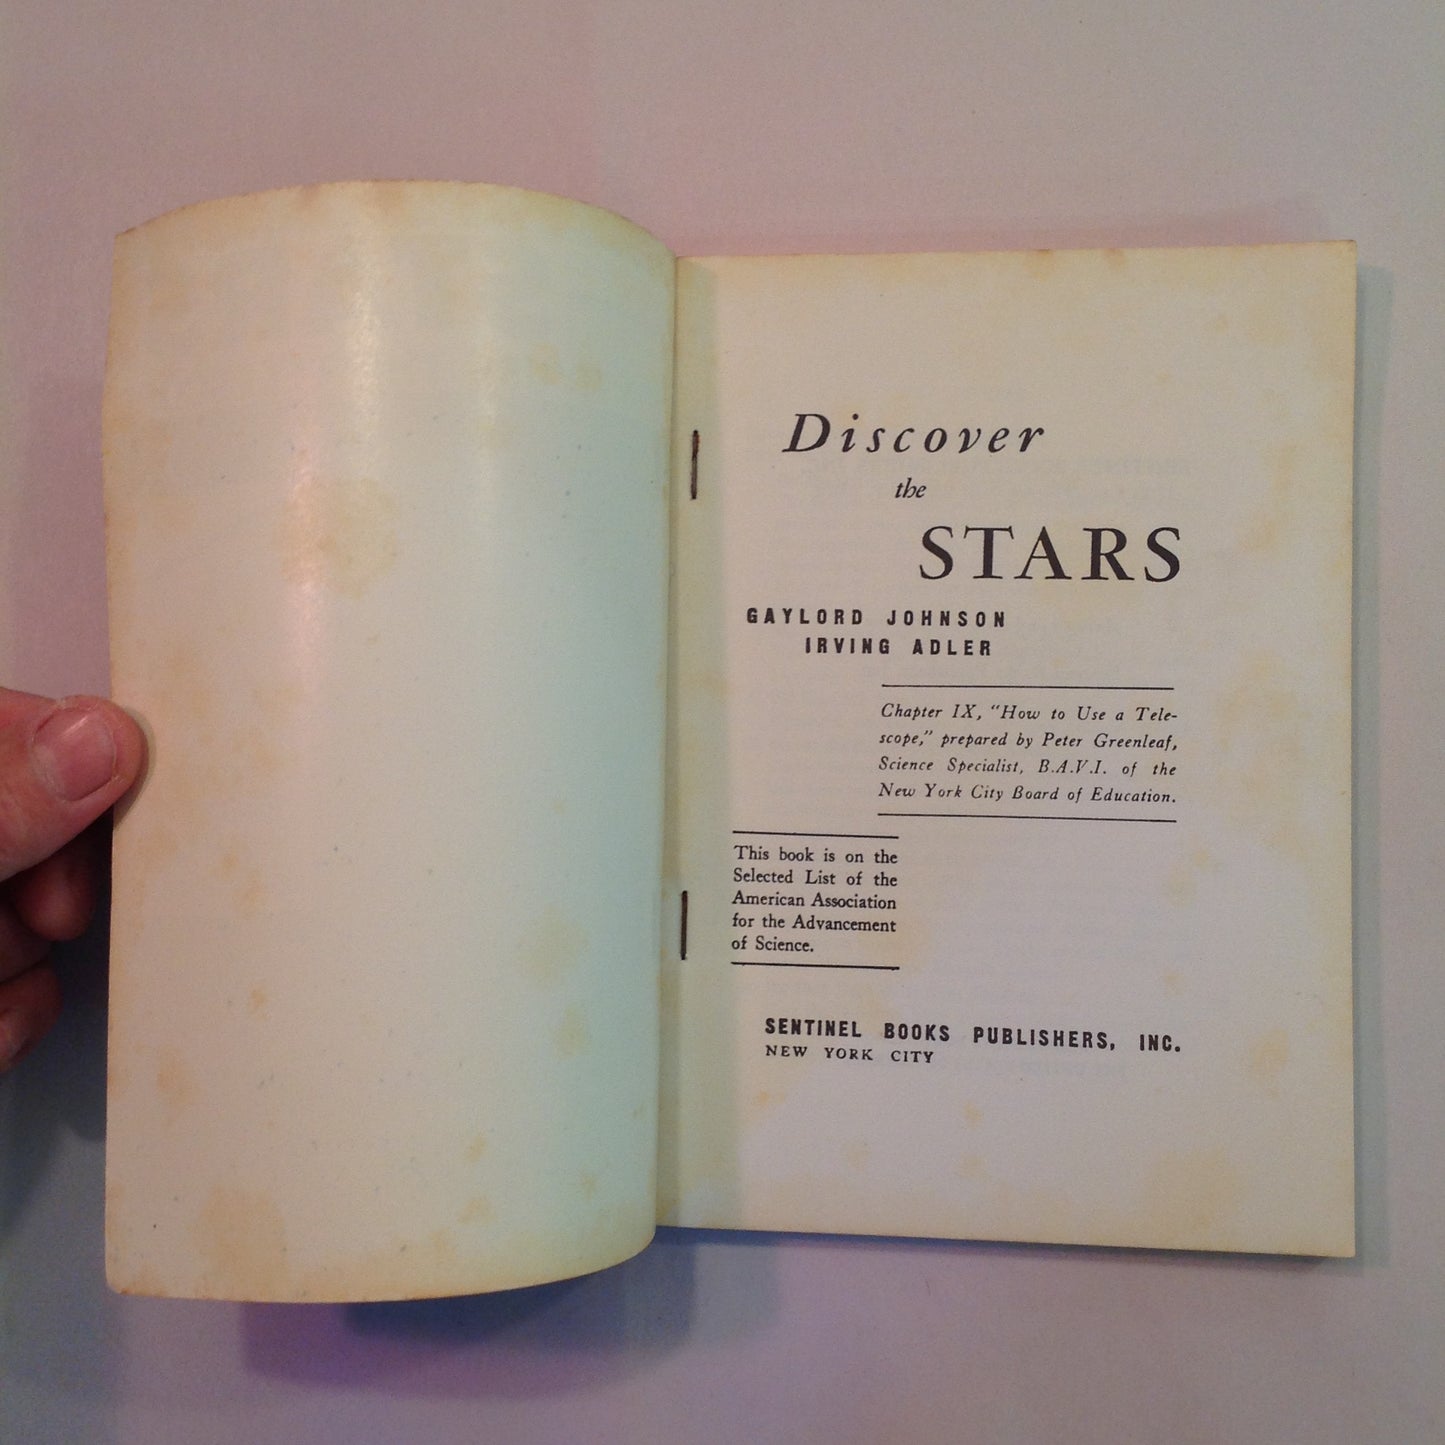 Discover
the
STARS
GAYLORD JOHNSON
IRVING ADLER
Chapter IX, "How to Use a Tele-
scope," prepared by Peter Greenleaf,
Science Specialist, B.A.V.I. of the
New York City Board of Education.
This book is on the
Selected List of the
American Association
for the Advancement
of Science.
SENTINEL BOOKS PUBLISHERS, INC.
NEW YORK CITY